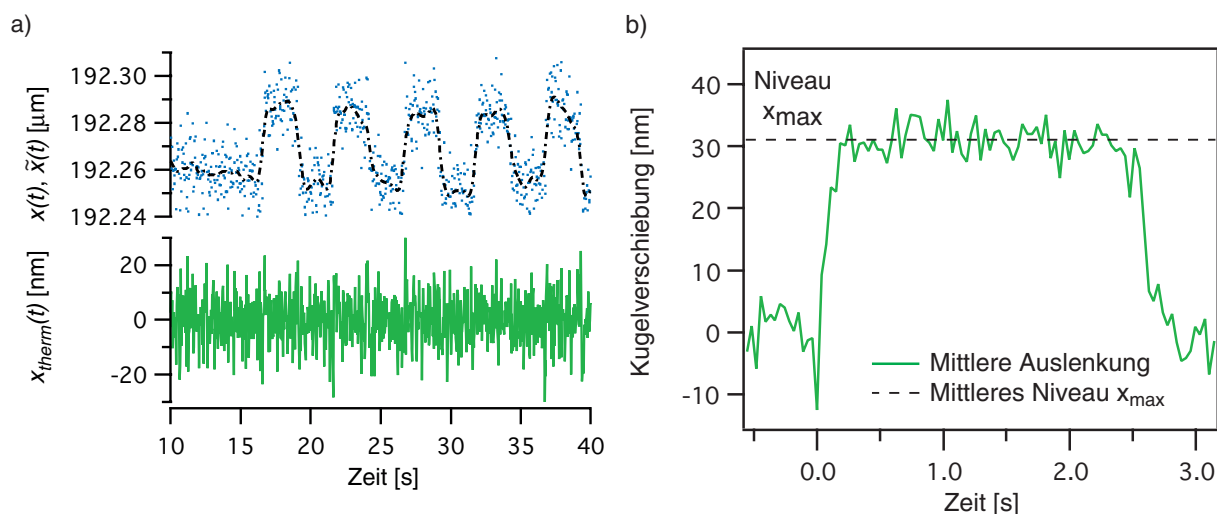 a)
192.30
192.28
192.26
192.24
x(t), x̃(t) [µm]
20
0
-20
x_therm(t) [nm]
10 15 20 25 30 35 40
Zeit [s]
b)
Niveau
x_max
40
30
20
10
0
-10
Kugelverschiebung [nm]
Mittlere Auslenkung
Mittleres Niveau x_max
0.0 1.0 2.0 3.0
Zeit [s]